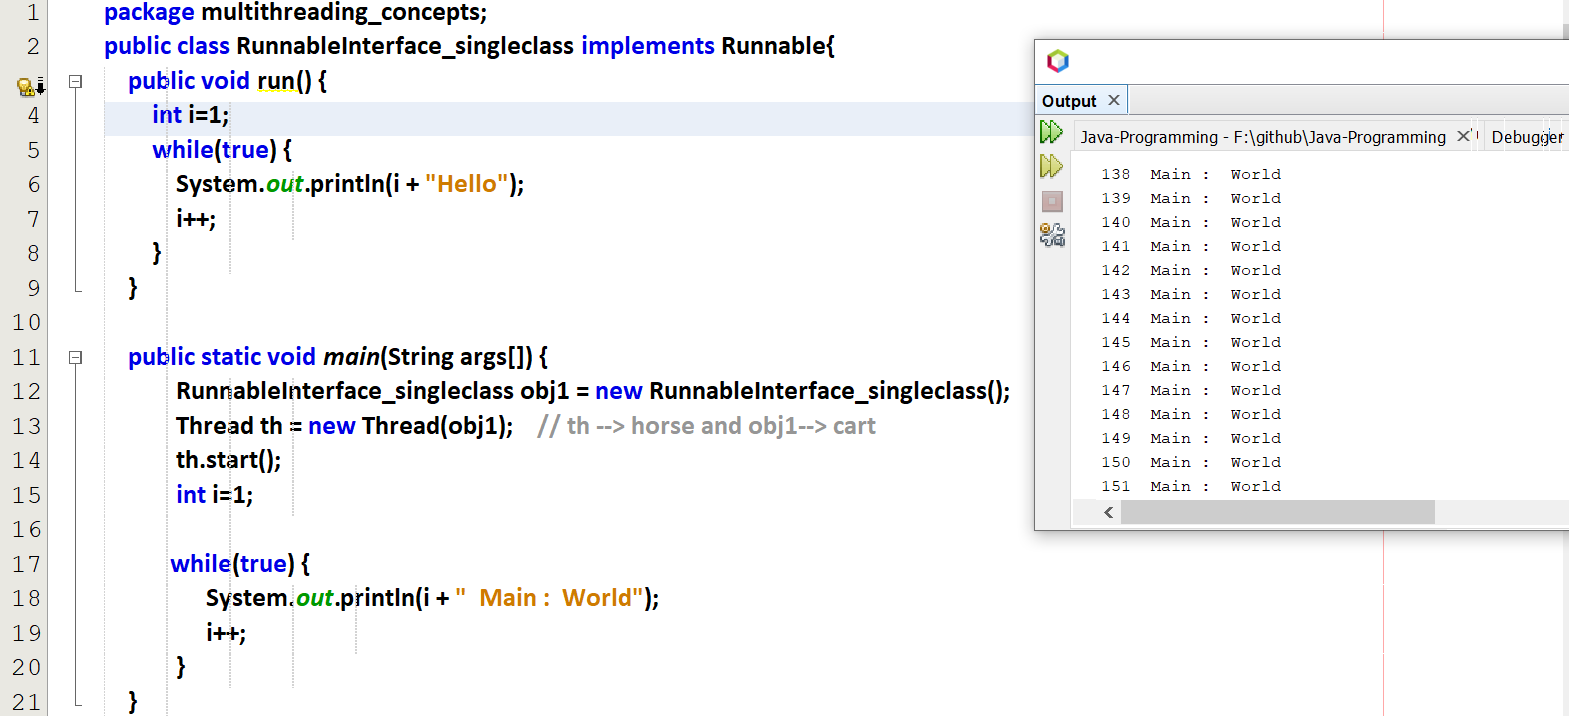 1 package multithreading_concepts;
2 public class RunnableInterface_singleclass implements Runnable{
public void run() {
4 int i=1;
5 while(true) {
6 System.out.println(i + "Hello");
7 i++;
8 }
9 }
10
11 public static void main(String args[]) {
12 RunnableInterface_singleclass obj1 = new RunnableInterface_singleclass();
13 Thread th = new Thread(obj1); // th --> horse and obj1--> cart
14 th.start();
15 int i=1;
16
17 while(true) {
18 System.out.println(i + "  Main :  World");
19 i++;
20 }
21 }
Output
Java-Programming - F:\github\Java-Programming Debugger
138  Main :  World
139  Main :  World
140  Main :  World
141  Main :  World
142  Main :  World
143  Main :  World
144  Main :  World
145  Main :  World
146  Main :  World
147  Main :  World
148  Main :  World
149  Main :  World
150  Main :  World
151  Main :  World